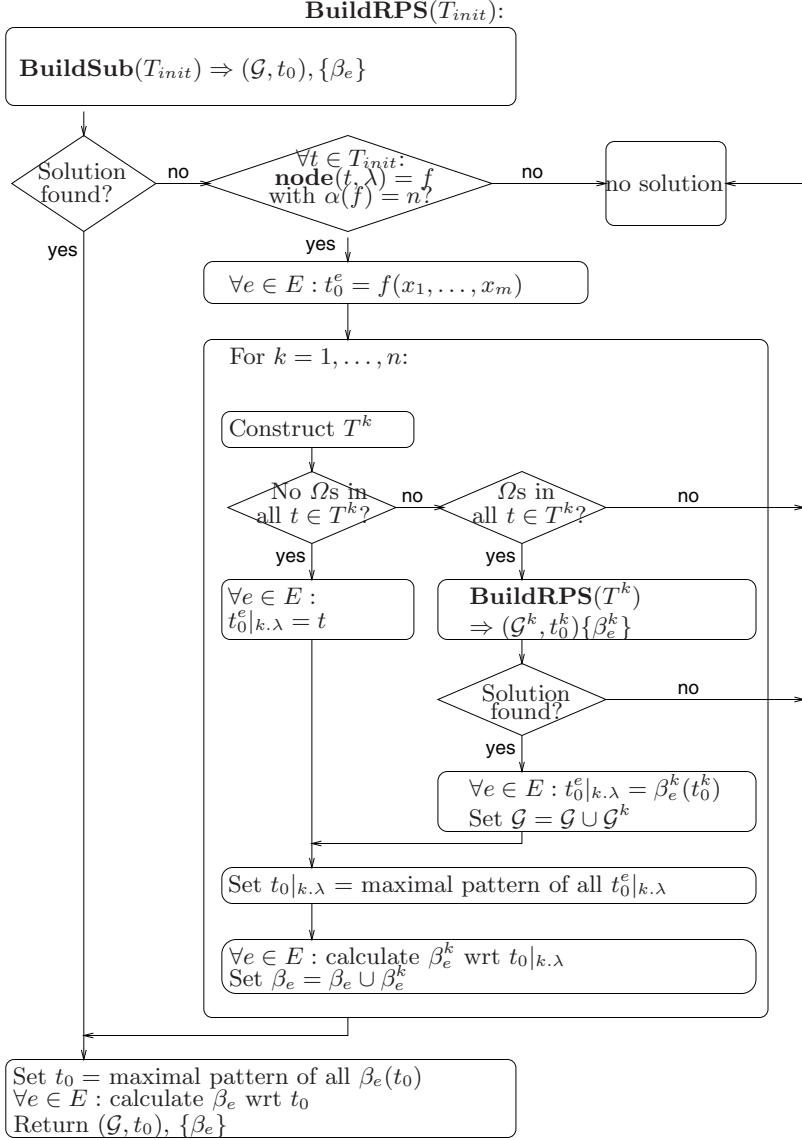 BuildRPS(T_init):
BuildSub(T_init) ⇒ (𝒢, t_0), {β_e}
Solution
found?
no
∀t ∈ T_init:
node(t, λ) = f
with α(f) = n?
no
no solution
yes
yes
∀e ∈ E : t_0^e = f(x_1, . . . , x_m)
For k = 1, . . . , n:
Construct T^k
No Ωs in
all t ∈ T^k?
no
Ωs in
all t ∈ T^k?
no
yes
yes
∀e ∈ E :
t_0^e|_{k.λ} = t
BuildRPS(T^k)
⇒ (𝒢^k, t_0^k){β_e^k}
Solution
found?
no
yes
∀e ∈ E : t_0^e|_{k.λ} = β_e^k(t_0^k)
Set 𝒢 = 𝒢 ∪ 𝒢^k
Set t_0|_{k.λ} = maximal pattern of all t_0^e|_{k.λ}
∀e ∈ E : calculate β_e^k wrt t_0|_{k.λ}
Set β_e = β_e ∪ β_e^k
Set t_0 = maximal pattern of all β_e(t_0)
∀e ∈ E : calculate β_e wrt t_0
Return (𝒢, t_0), {β_e}